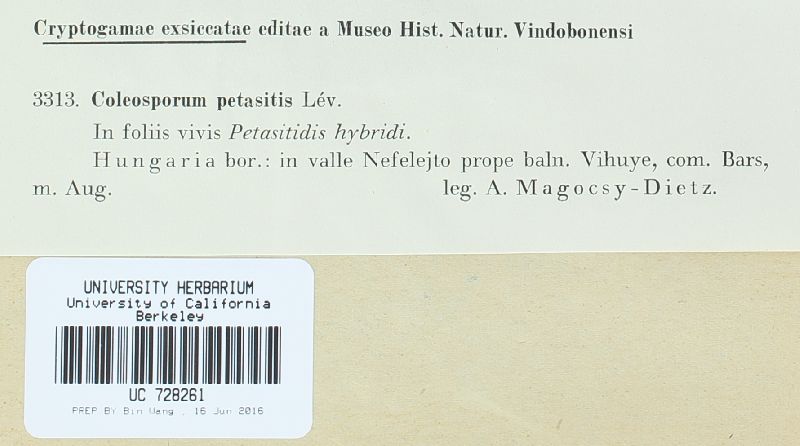 Cryptogamae exsiccatae editae a Museo Hist. Natur. Vindobonensi
3313. Coleosporum petasitis Lév.
In foliis vivis Petasitidis hybridi.
Hungaria bor.: in valle Nefelejto prope baln. Vihuye, com. Bars,
m. Aug. leg. A. Magocsy-Dietz.
UNIVERSITY HERBARIUM
University of California
Berkeley
UC 728261
PREP BY Bin Wang , 16 Jun 2016